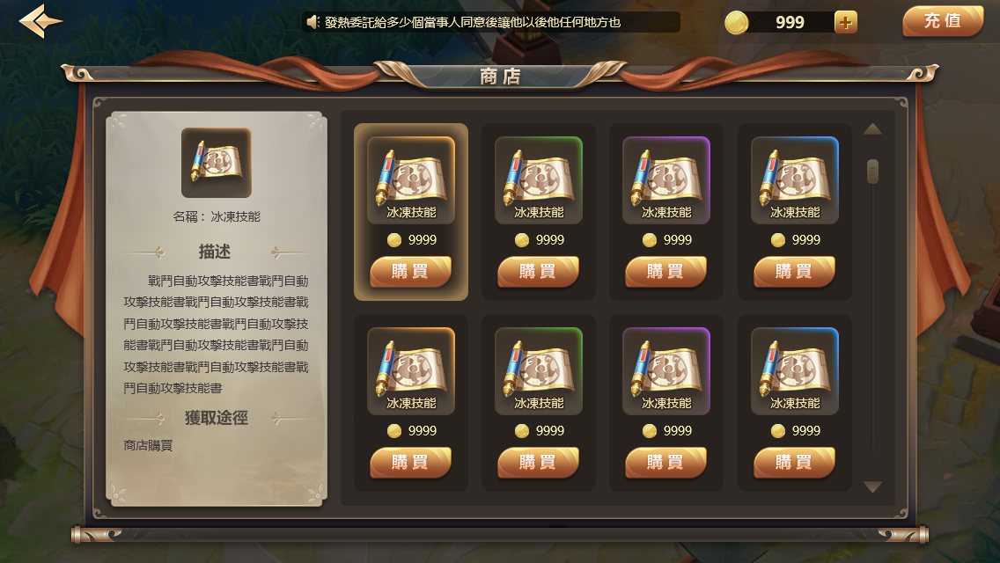 發熱委託給多少個當事人同意後讓他以後他任何地方也
999
充值
商店
名稱：冰凍技能
描述
戰鬥自動攻擊技能書戰鬥自動
攻擊技能書戰鬥自動攻擊技能書戰
鬥自動攻擊技能書戰鬥自動攻擊技
能書戰鬥自動攻擊技能書戰鬥自動
攻擊技能書戰鬥自動攻擊技能書戰
鬥自動攻擊技能書
獲取途徑
商店購買
冰凍技能 冰凍技能 冰凍技能 冰凍技能
9999 9999 9999 9999
購買 購買 購買 購買
冰凍技能 冰凍技能 冰凍技能 冰凍技能
9999 9999 9999 9999
購買 購買 購買 購買